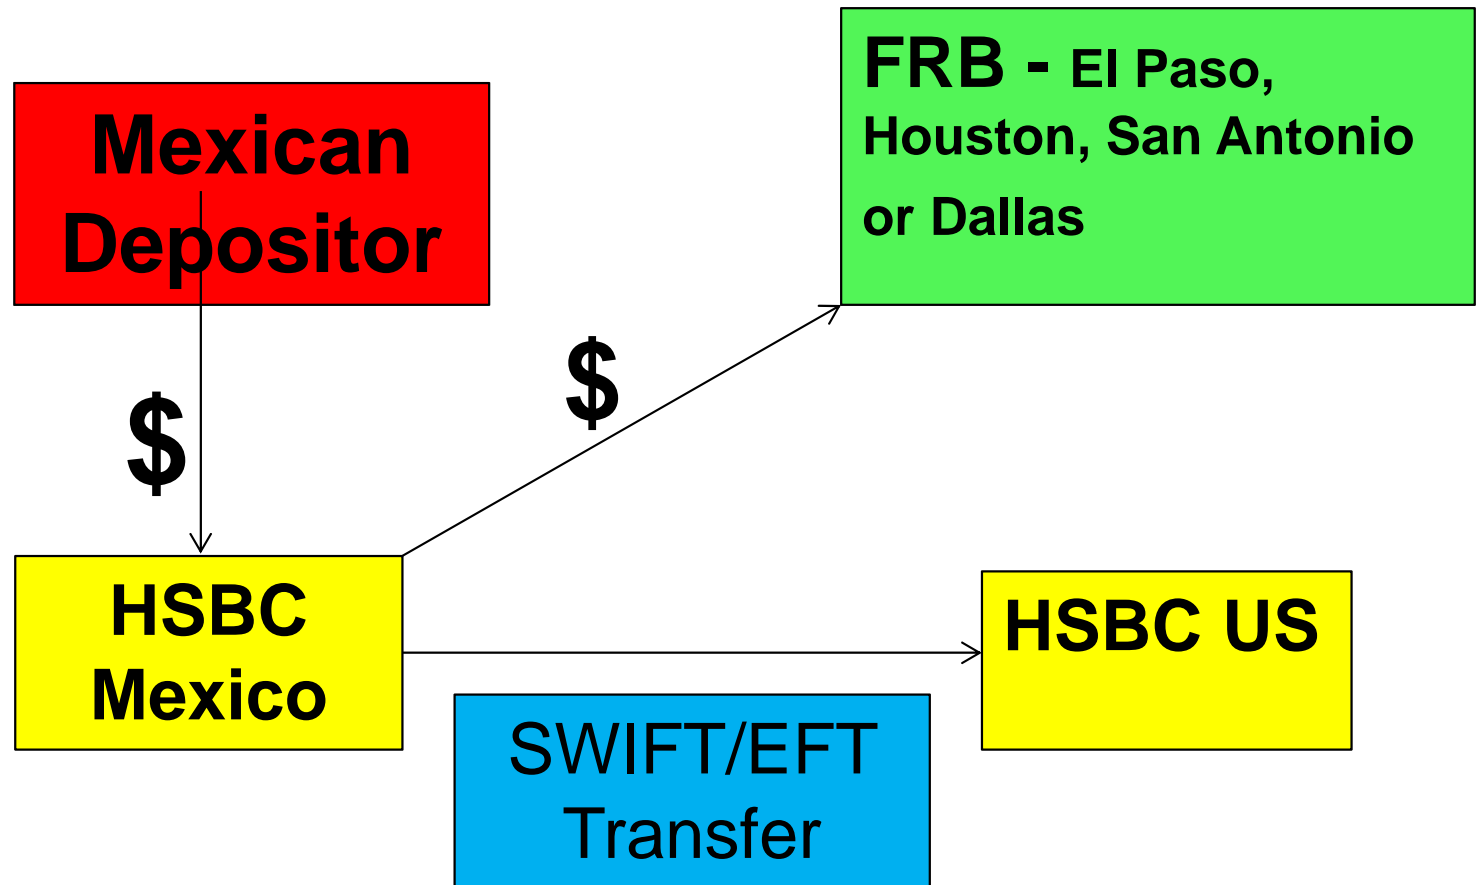 Mexican
Depositor
FRB - El Paso,
Houston, San Antonio
or Dallas
$
$
HSBC
Mexico
HSBC US
SWIFT/EFT
Transfer